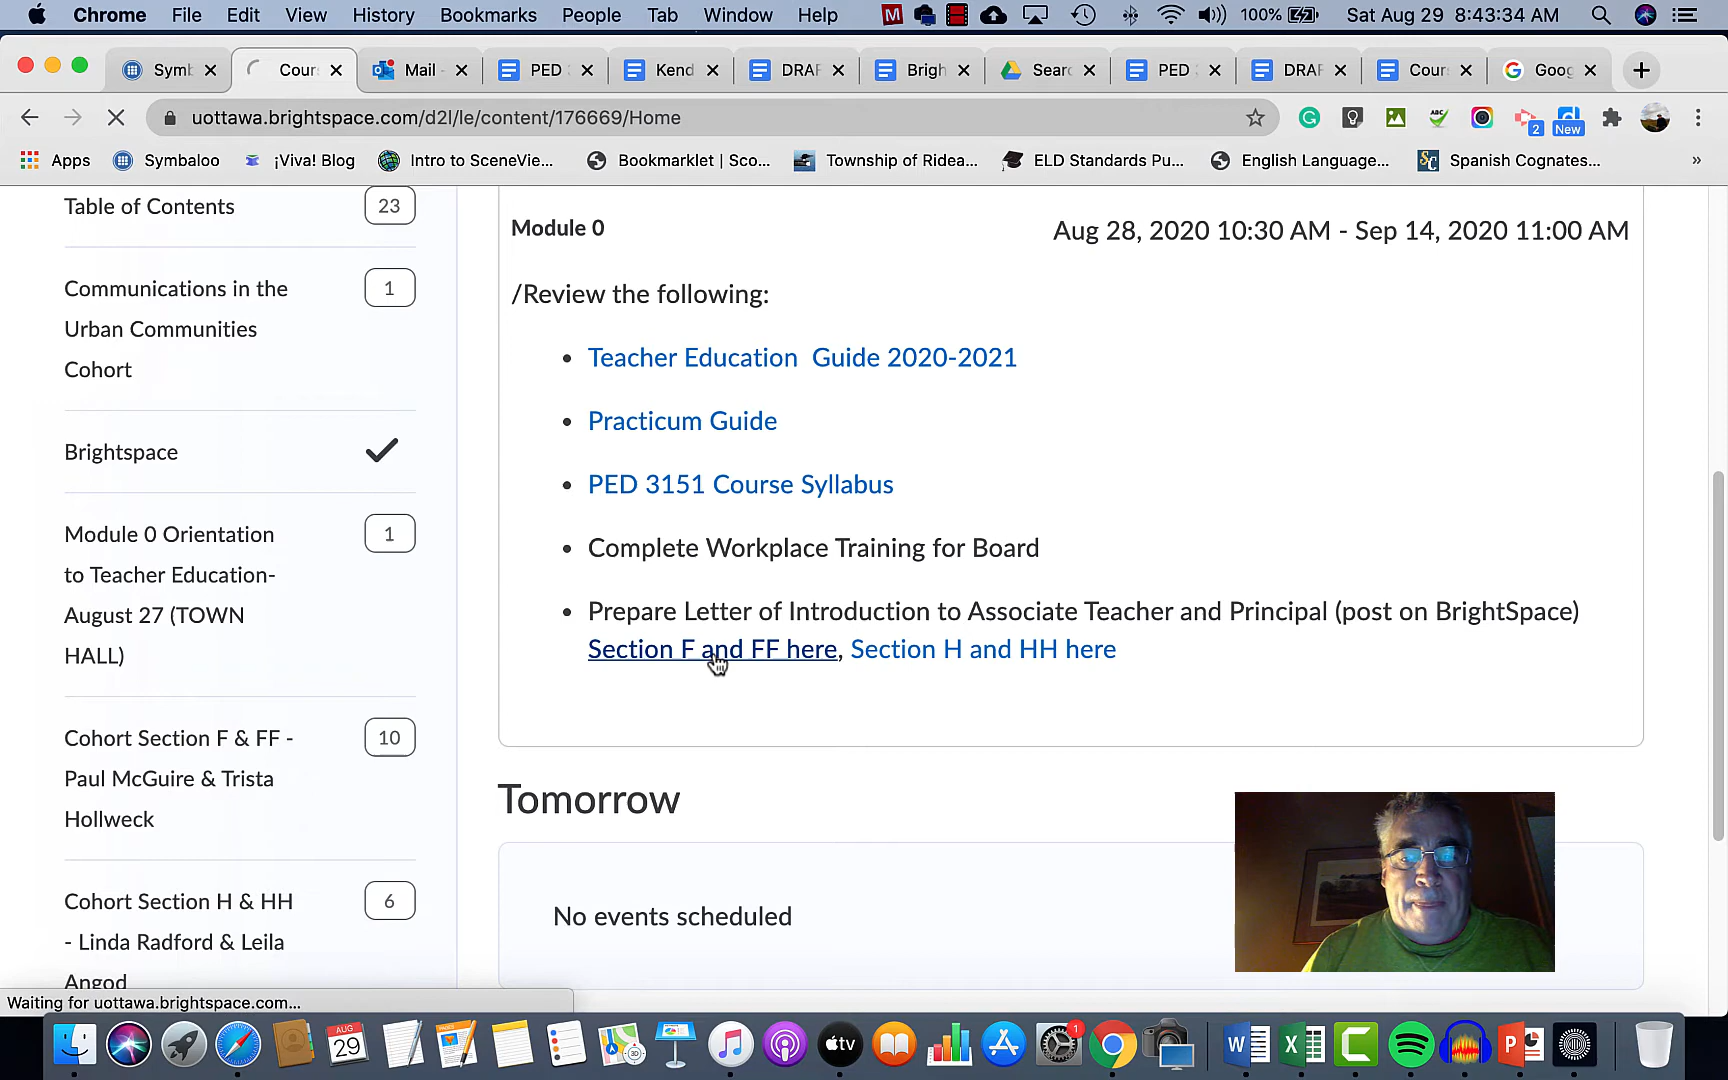 Chrome File Edit View History Bookmarks People Tab Window Help 100% Sat Aug 29 8:43:34 AM
Symb Cour Mail - PED Kend DRAF Brigh Searc PED DRAF Cours Goog
uottawa.brightspace.com/d2l/le/content/176669/Home
2 New
Apps Symbaloo ¡Viva! Blog Intro to SceneVie... Bookmarklet | Sco... Township of Ridea... ELD Standards Pu... English Language... Spanish Cognates... »
Table of Contents 23
Communications in the 1
Urban Communities
Cohort
Brightspace
Module 0 Orientation 1
to Teacher Education-
August 27 (TOWN
HALL)
Cohort Section F & FF - 10
Paul McGuire & Trista
Hollweck
Cohort Section H & HH 6
- Linda Radford & Leila
Angod
Module 0 Aug 28, 2020 10:30 AM - Sep 14, 2020 11:00 AM
/Review the following:
• Teacher Education Guide 2020-2021
• Practicum Guide
• PED 3151 Course Syllabus
• Complete Workplace Training for Board
• Prepare Letter of Introduction to Associate Teacher and Principal (post on BrightSpace)
Section F and FF here, Section H and HH here
Tomorrow
No events scheduled
Waiting for uottawa.brightspace.com...
AUG
29
tv
1